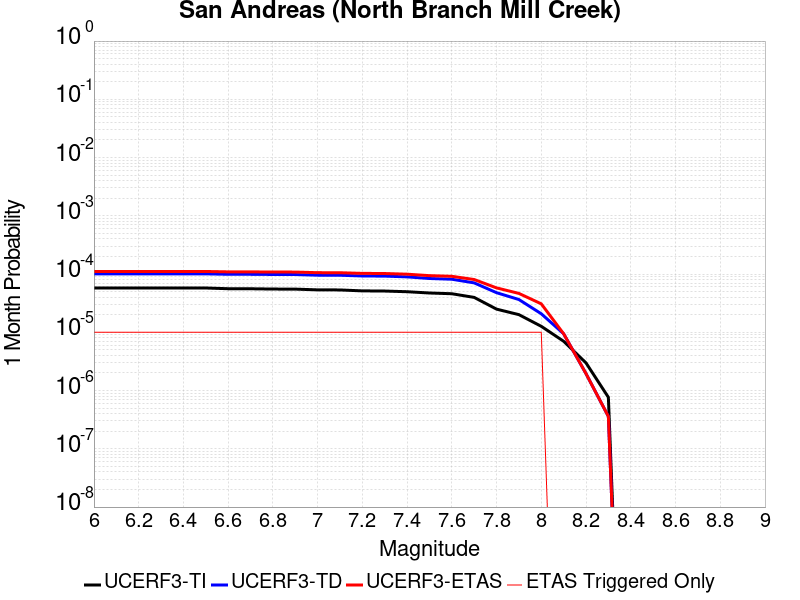 San Andreas (North Branch Mill Creek)
10^0
10^-1
10^-2
10^-3
10^-4
10^-5
10^-6
10^-7
10^-8
1 Month Probability
6 6.2 6.4 6.6 6.8 7 7.2 7.4 7.6 7.8 8 8.2 8.4 8.6 8.8 9
Magnitude
UCERF3-TI UCERF3-TD UCERF3-ETAS ETAS Triggered Only